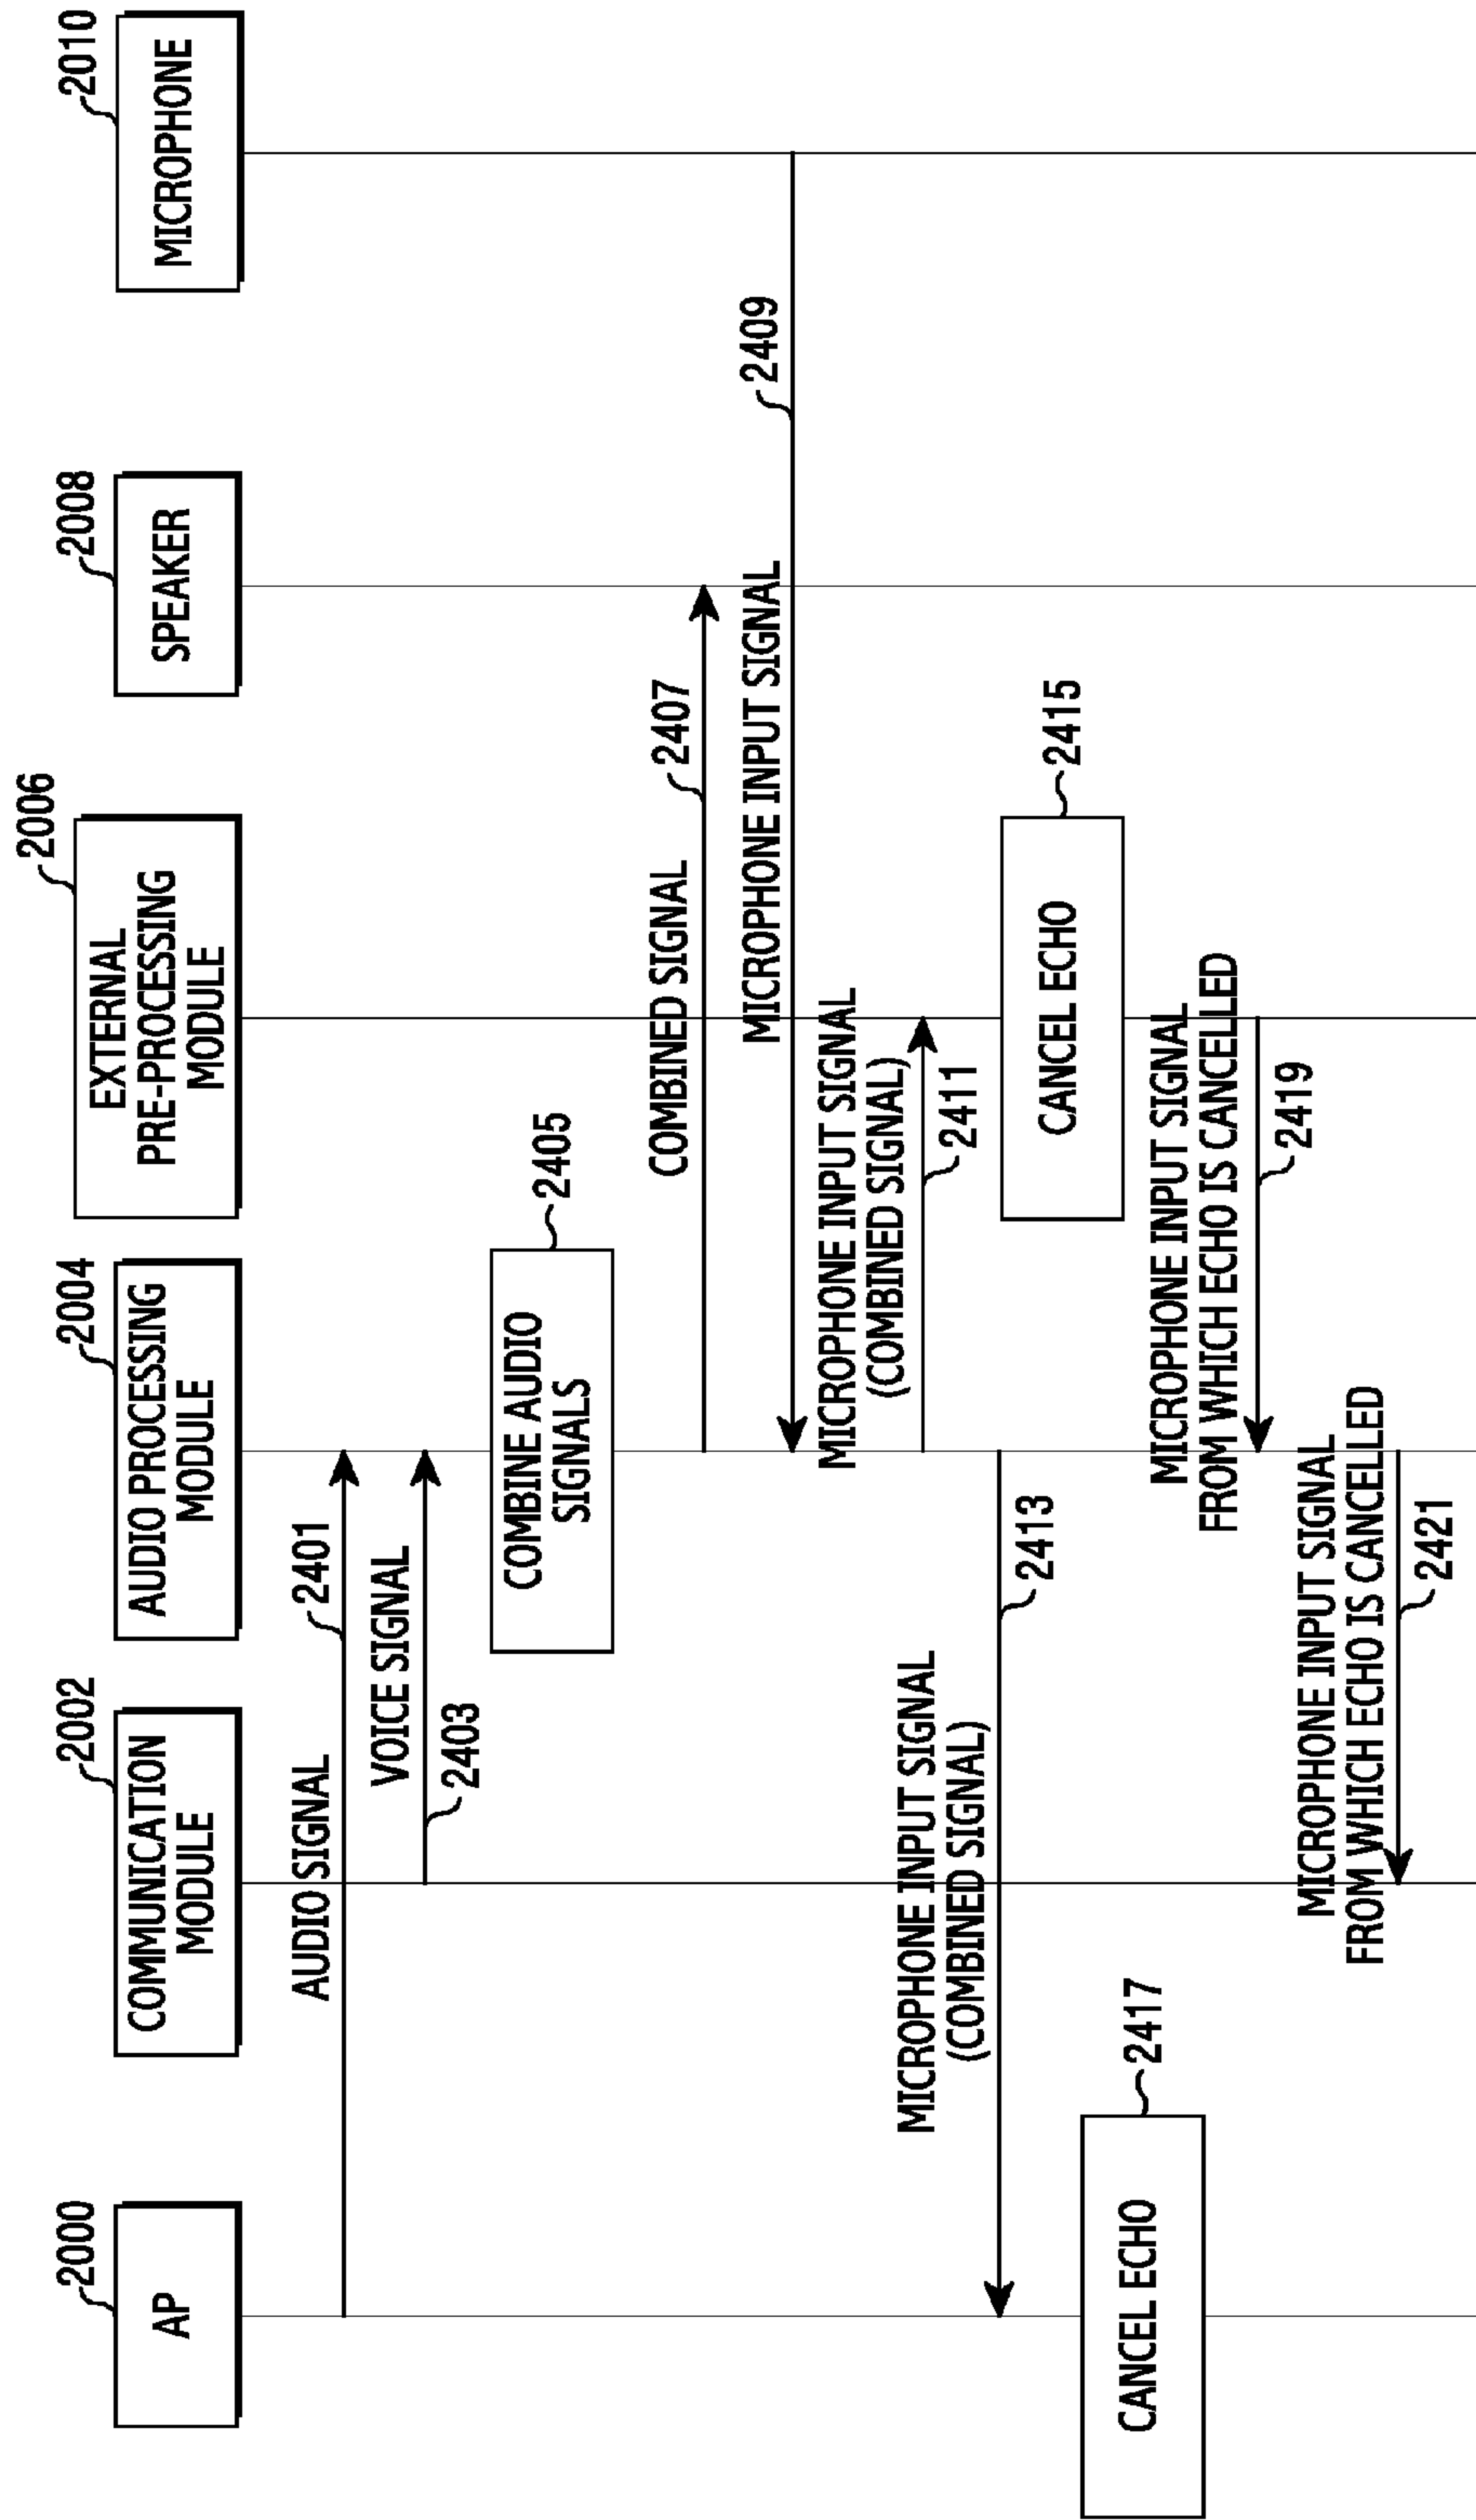 2000
AP
2002
COMMUNICATION
MODULE
2004
AUDIO PROCESSING
MODULE
2006
EXTERNAL
PRE-PROCESSING
MODULE
2008
SPEAKER
2010
MICROPHONE
AUDIO SIGNAL
2401
VOICE SIGNAL
2403
COMBINE AUDIO
SIGNALS
2405
COMBINED SIGNAL
2407
MICROPHONE INPUT SIGNAL
2409
MICROPHONE INPUT SIGNAL
(COMBINED SIGNAL)
2411
MICROPHONE INPUT SIGNAL
(COMBINED SIGNAL)
2413
CANCEL ECHO
2415
CANCEL ECHO
2417
MICROPHONE INPUT SIGNAL
FROM WHICH ECHO IS CANCELLED
2419
MICROPHONE INPUT SIGNAL
FROM WHICH ECHO IS CANCELLED
2421